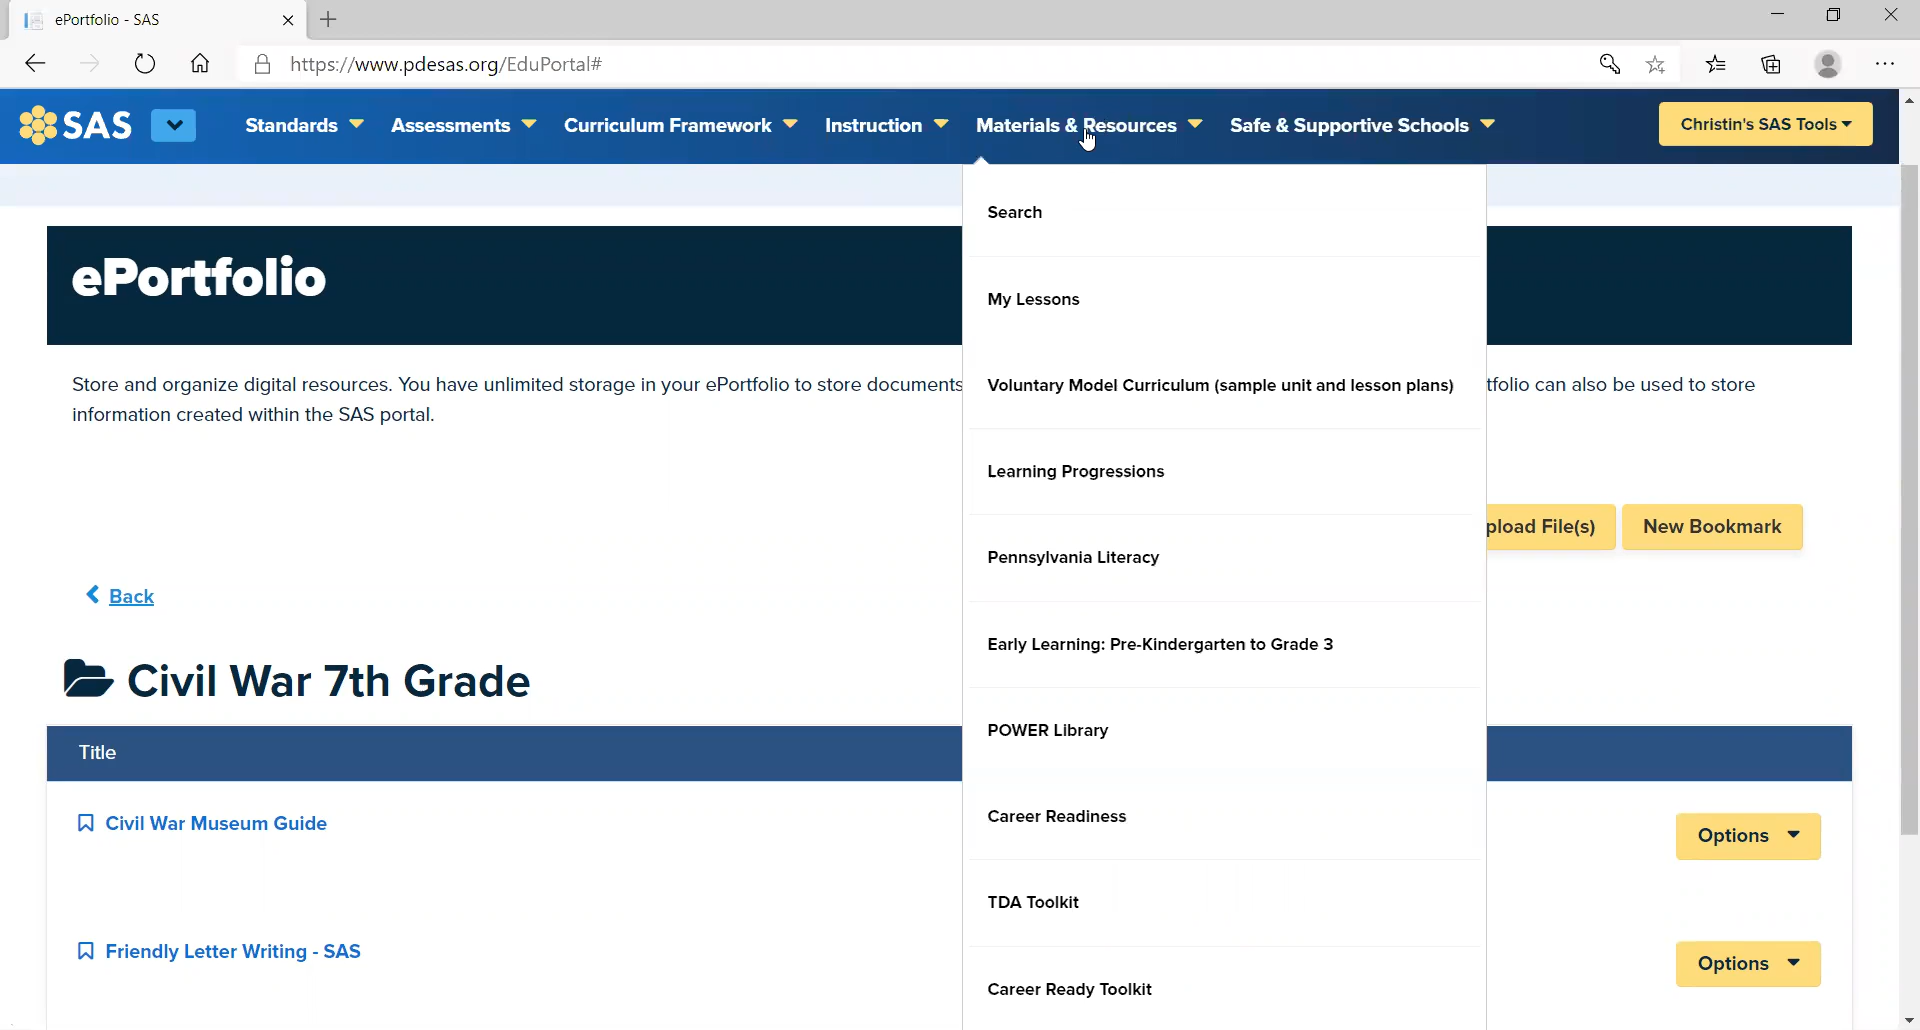 ePortfolio - SAS
https://www.pdesas.org/EduPortal#
SAS
Standards
Assessments
Curriculum Framework
Instruction
Materials & Resources
Safe & Supportive Schools
Christin's SAS Tools
Search
ePortfolio
My Lessons
Store and organize digital resources. You have unlimited storage in your ePortfolio to store documents
Voluntary Model Curriculum (sample unit and lesson plans)
tfolio can also be used to store
information created within the SAS portal.
Learning Progressions
pload File(s)
New Bookmark
Pennsylvania Literacy
Back
Early Learning: Pre-Kindergarten to Grade 3
Civil War 7th Grade
POWER Library
Title
Career Readiness
Civil War Museum Guide
Options
TDA Toolkit
Friendly Letter Writing - SAS
Options
Career Ready Toolkit